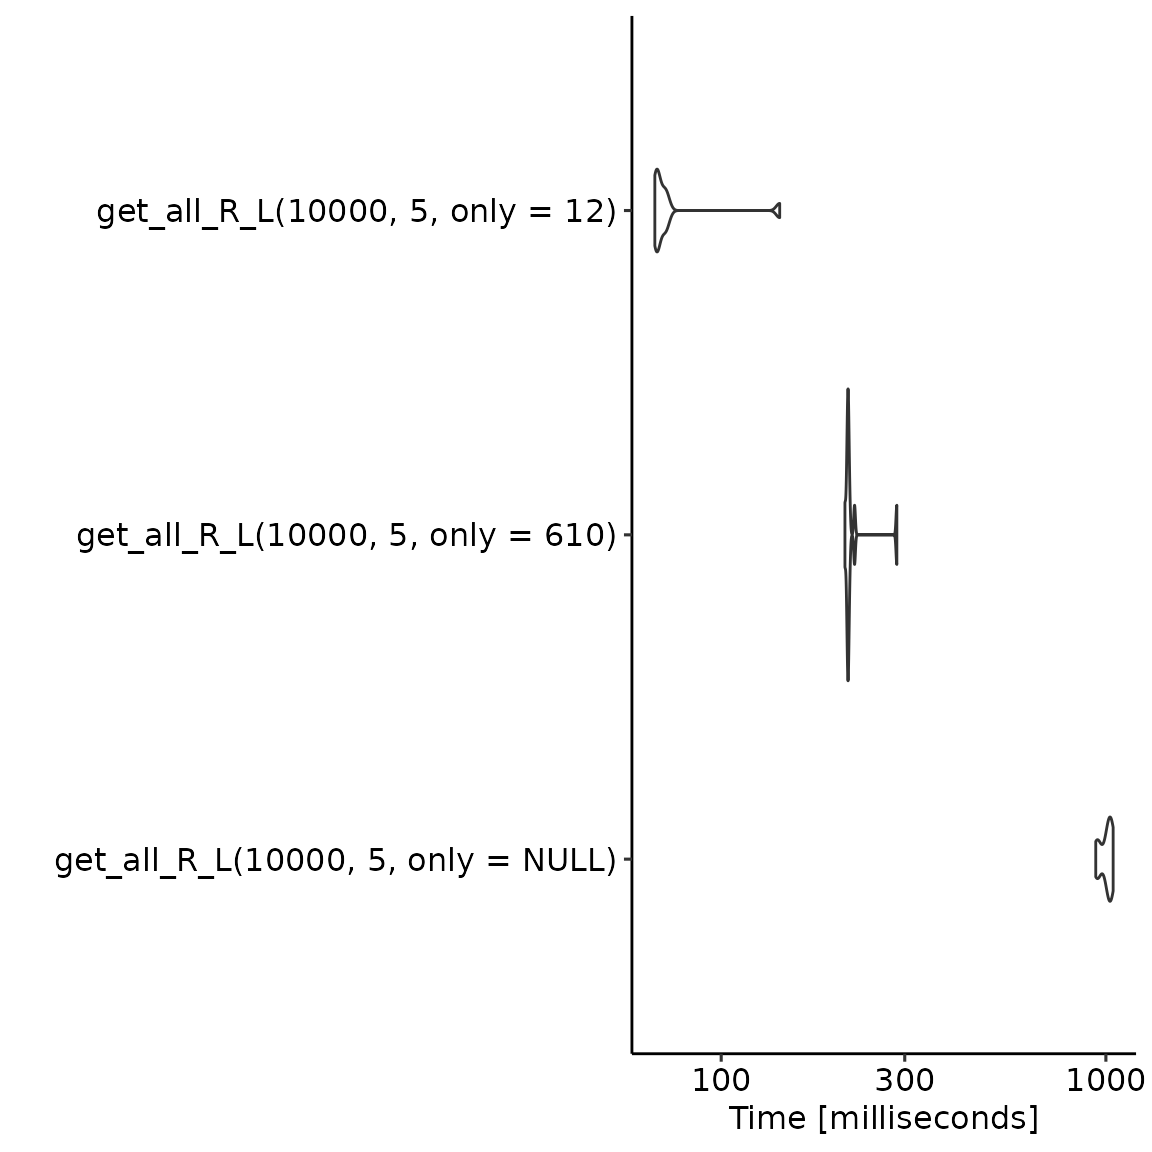 get_all_R_L(10000, 5, only = 12)
get_all_R_L(10000, 5, only = 610)
get_all_R_L(10000, 5, only = NULL)
100 300 1000
Time [milliseconds]